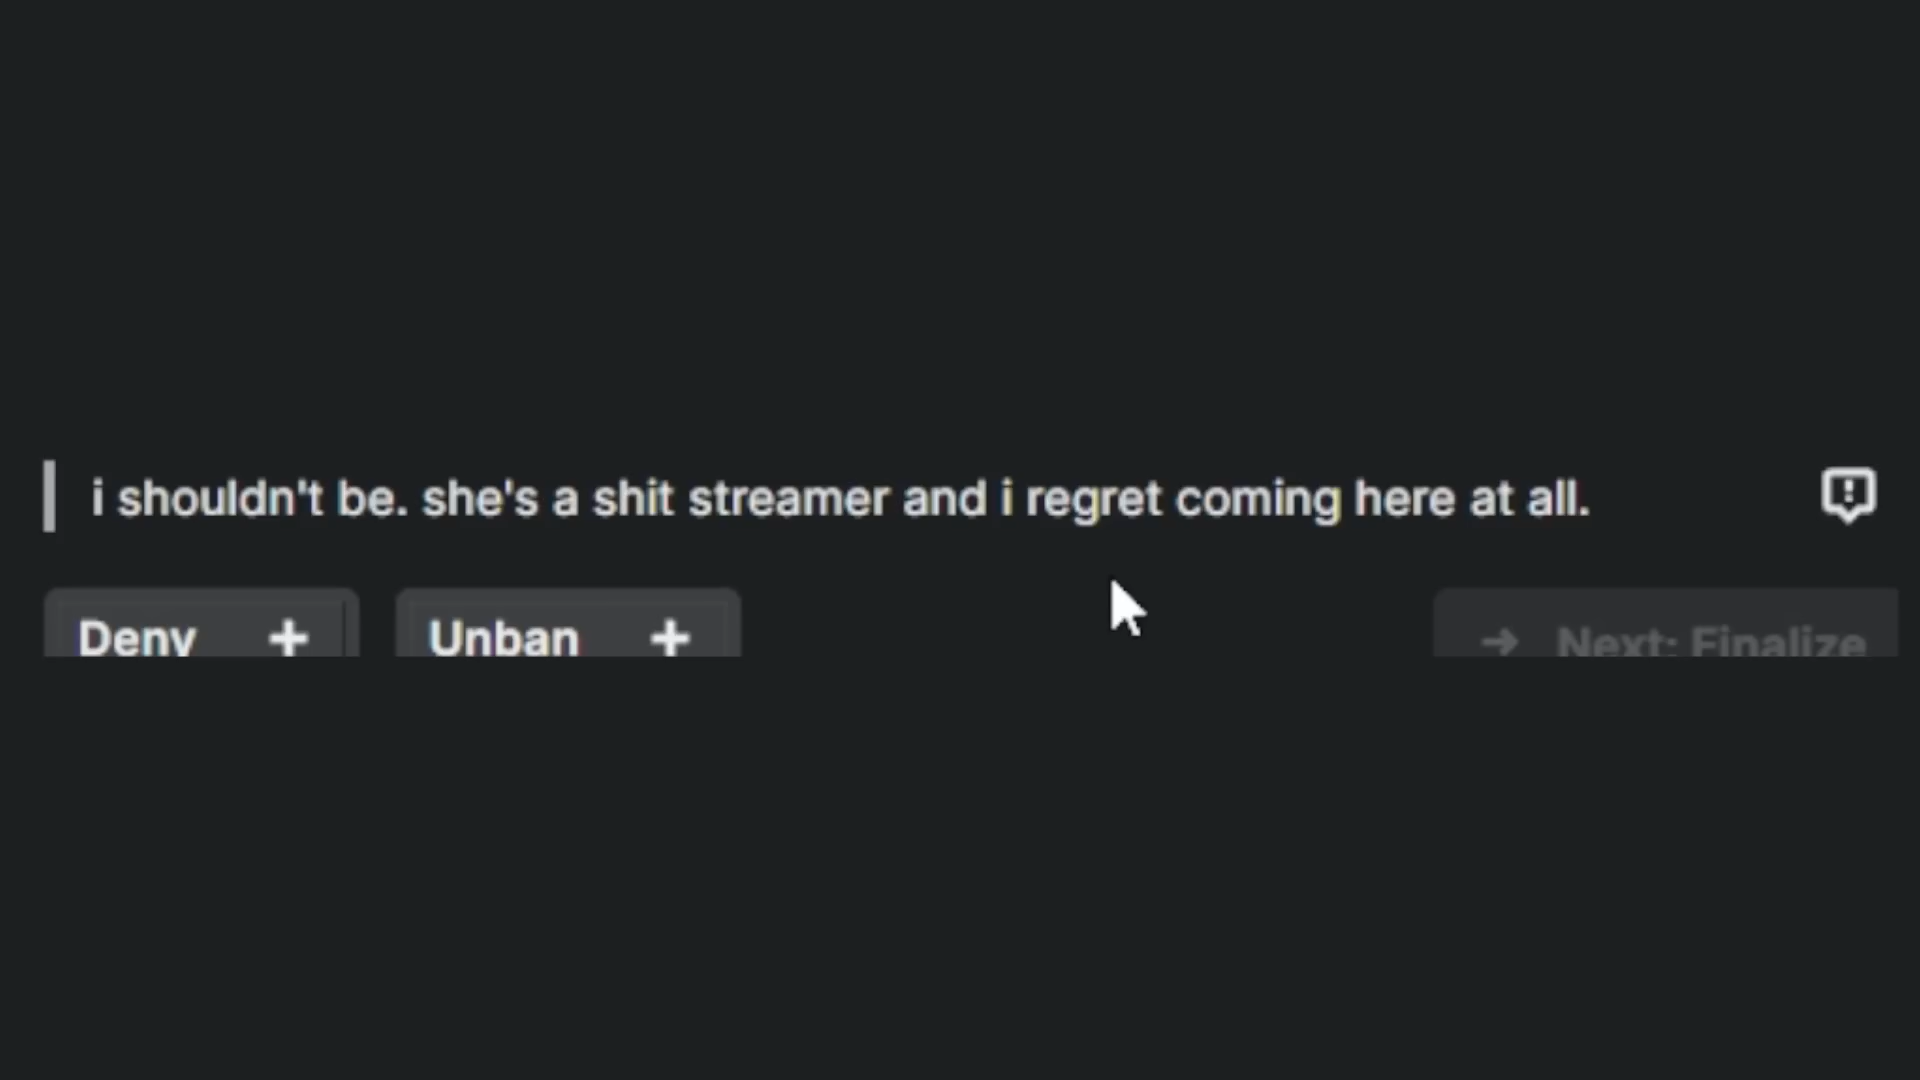 i shouldn't be. she's a shit streamer and i regret coming here at all.
Deny + Unban + → Next: Finalize